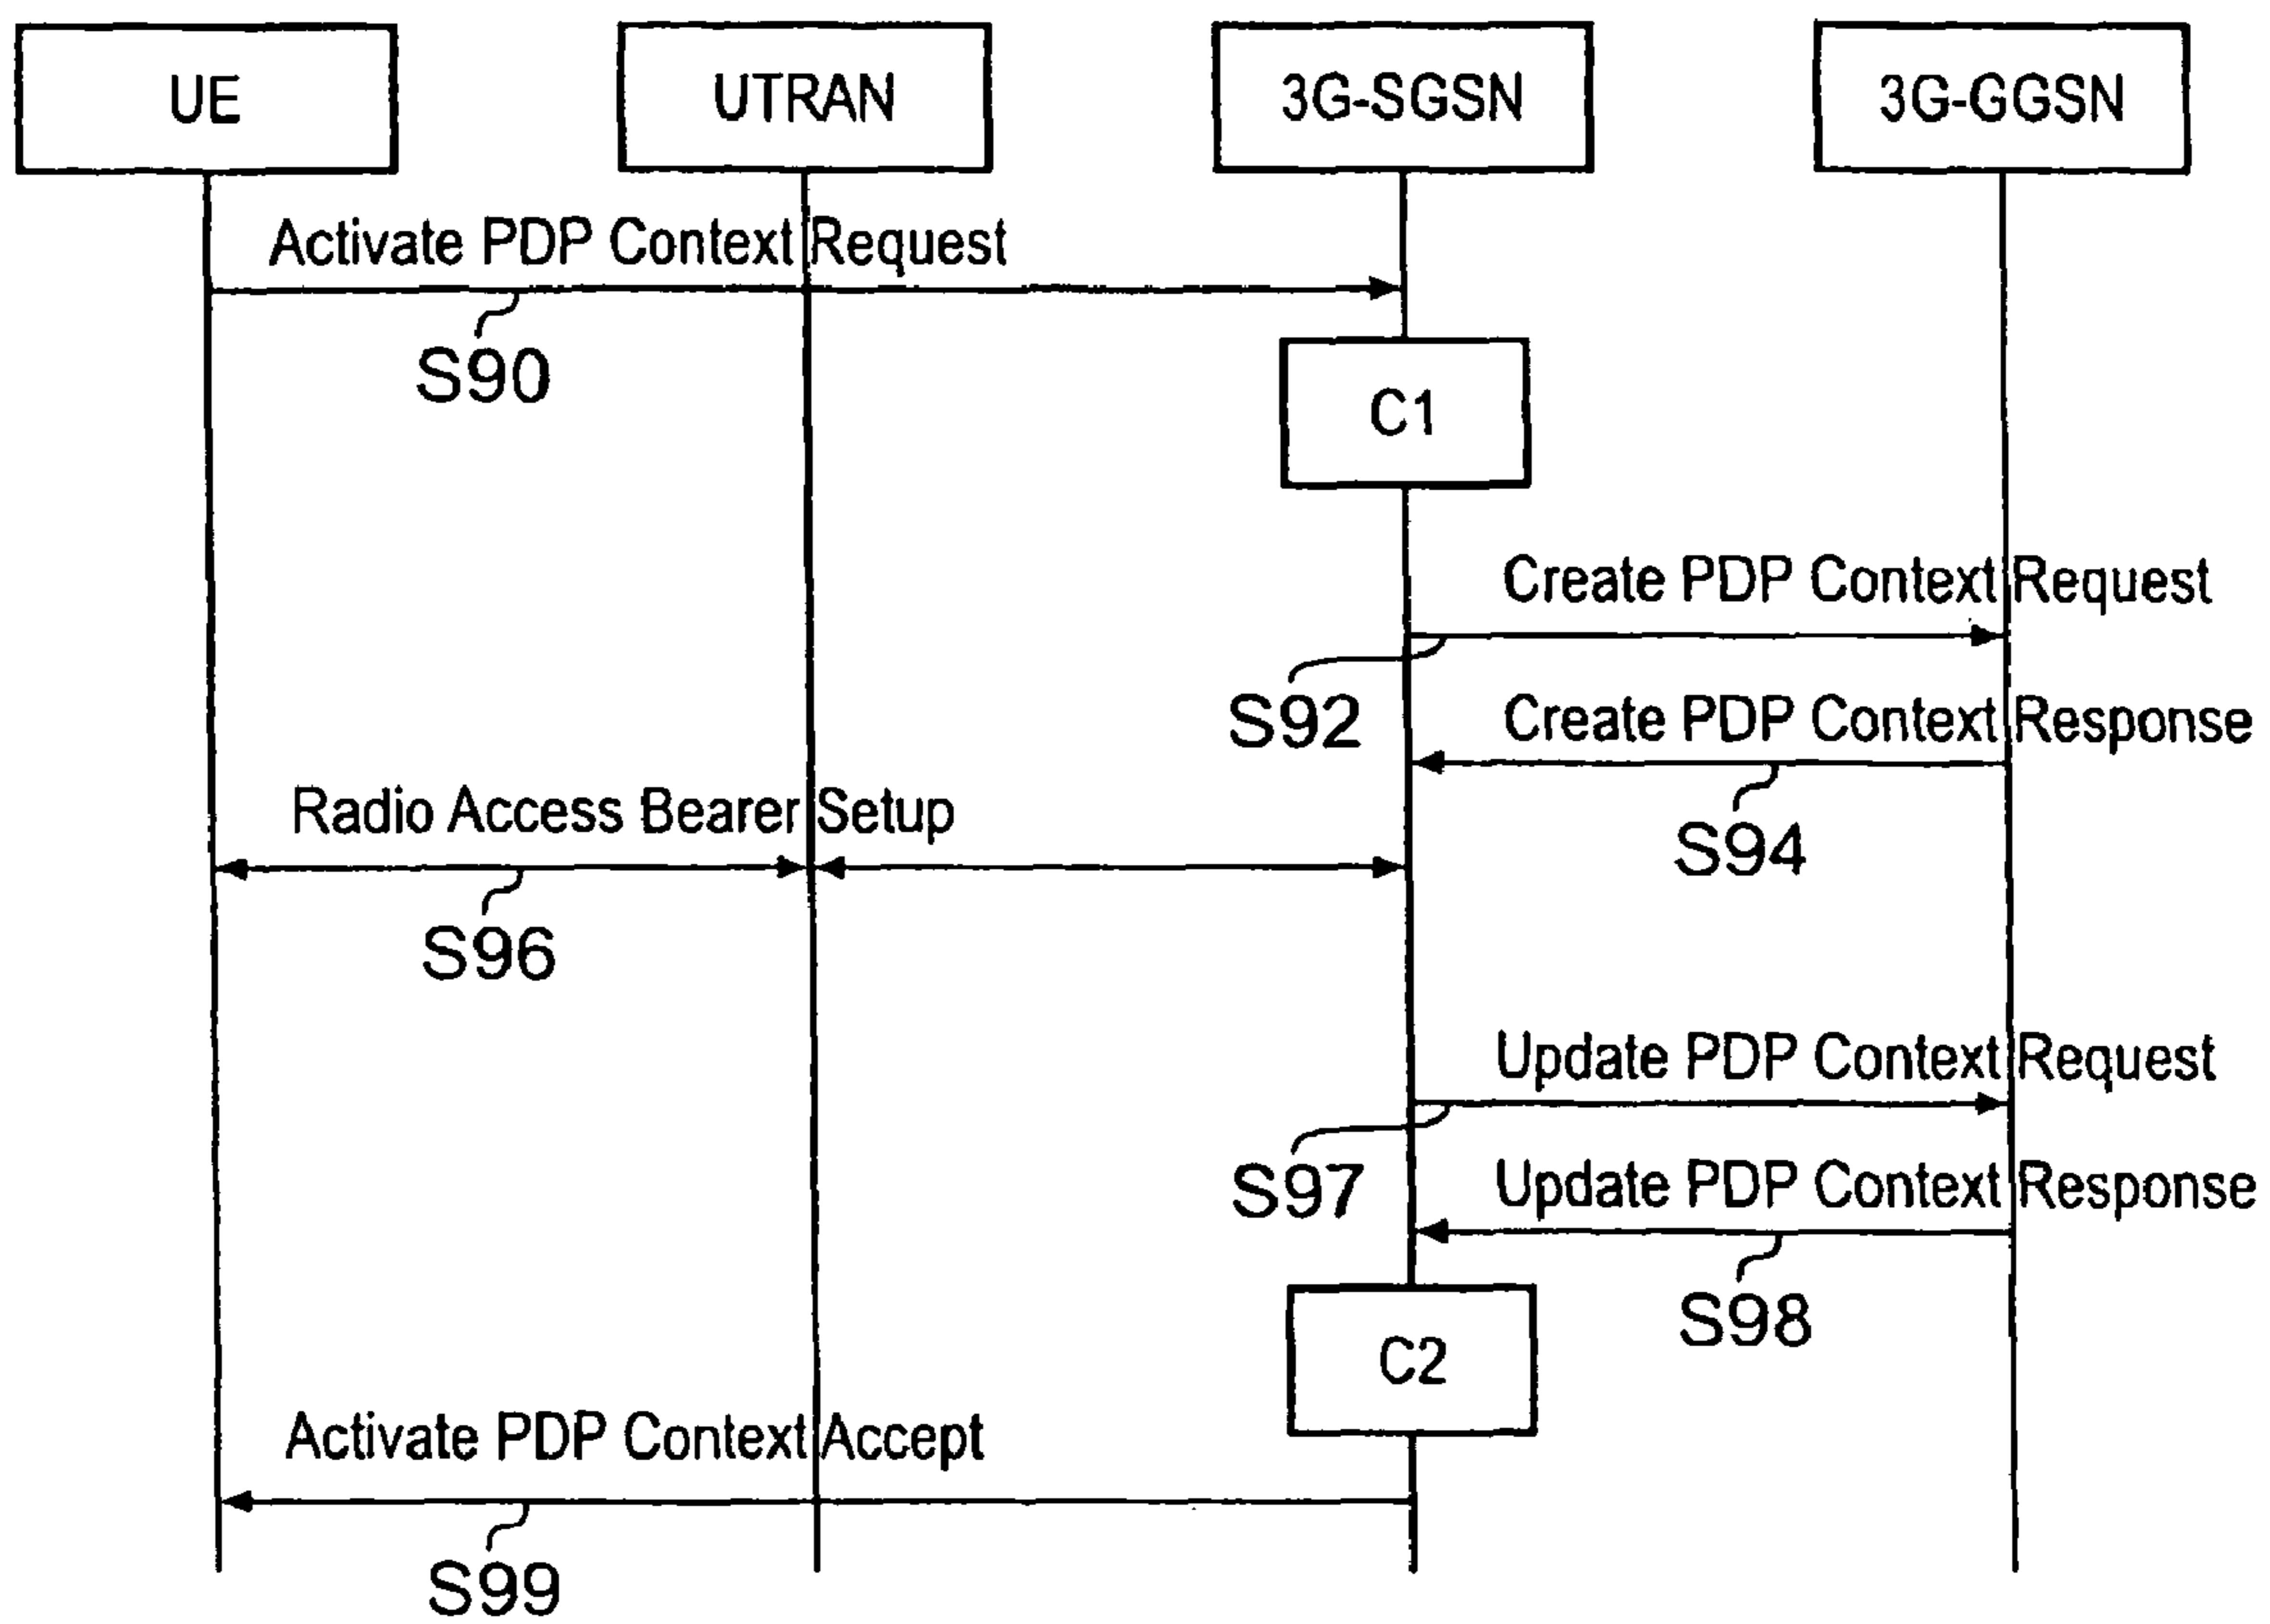 UE
UTRAN
3G-SGSN
3G-GGSN
Activate PDP Context Request
S90
C1
Create PDP Context Request
S92
Create PDP Context Response
S94
Radio Access Bearer Setup
S96
Update PDP Context Request
S97
Update PDP Context Response
S98
C2
Activate PDP Context Accept
S99